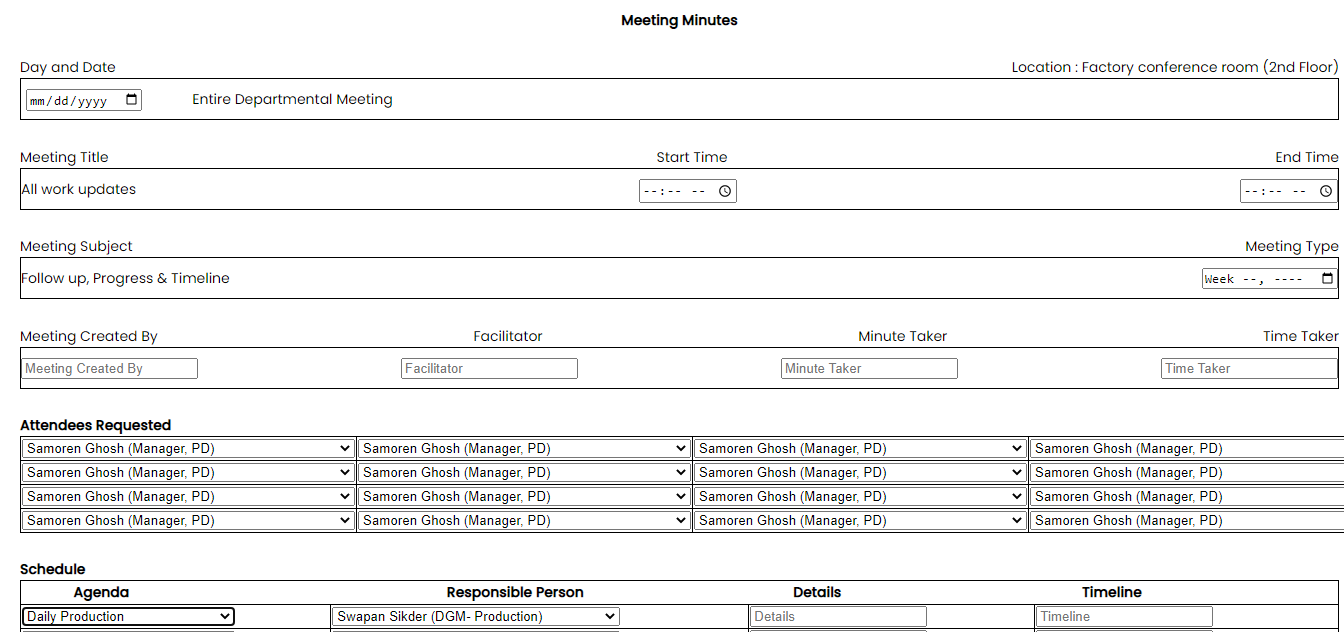 Meeting Minutes
Day and Date Location : Factory conference room (2nd Floor)
mm/dd/yyyy Entire Departmental Meeting
Meeting Title Start Time End Time
All work updates --:-- -- --:-- --
Meeting Subject Meeting Type
Follow up, Progress & Timeline Week --, ----
Meeting Created By Facilitator Minute Taker Time Taker
Meeting Created By Facilitator Minute Taker Time Taker
Attendees Requested
Samoren Ghosh (Manager, PD) Samoren Ghosh (Manager, PD) Samoren Ghosh (Manager, PD) Samoren Ghosh (Manager, PD)
Samoren Ghosh (Manager, PD) Samoren Ghosh (Manager, PD) Samoren Ghosh (Manager, PD) Samoren Ghosh (Manager, PD)
Samoren Ghosh (Manager, PD) Samoren Ghosh (Manager, PD) Samoren Ghosh (Manager, PD) Samoren Ghosh (Manager, PD)
Samoren Ghosh (Manager, PD) Samoren Ghosh (Manager, PD) Samoren Ghosh (Manager, PD) Samoren Ghosh (Manager, PD)
Schedule
Agenda Responsible Person Details Timeline
Daily Production Swapan Sikder (DGM- Production) Details Timeline